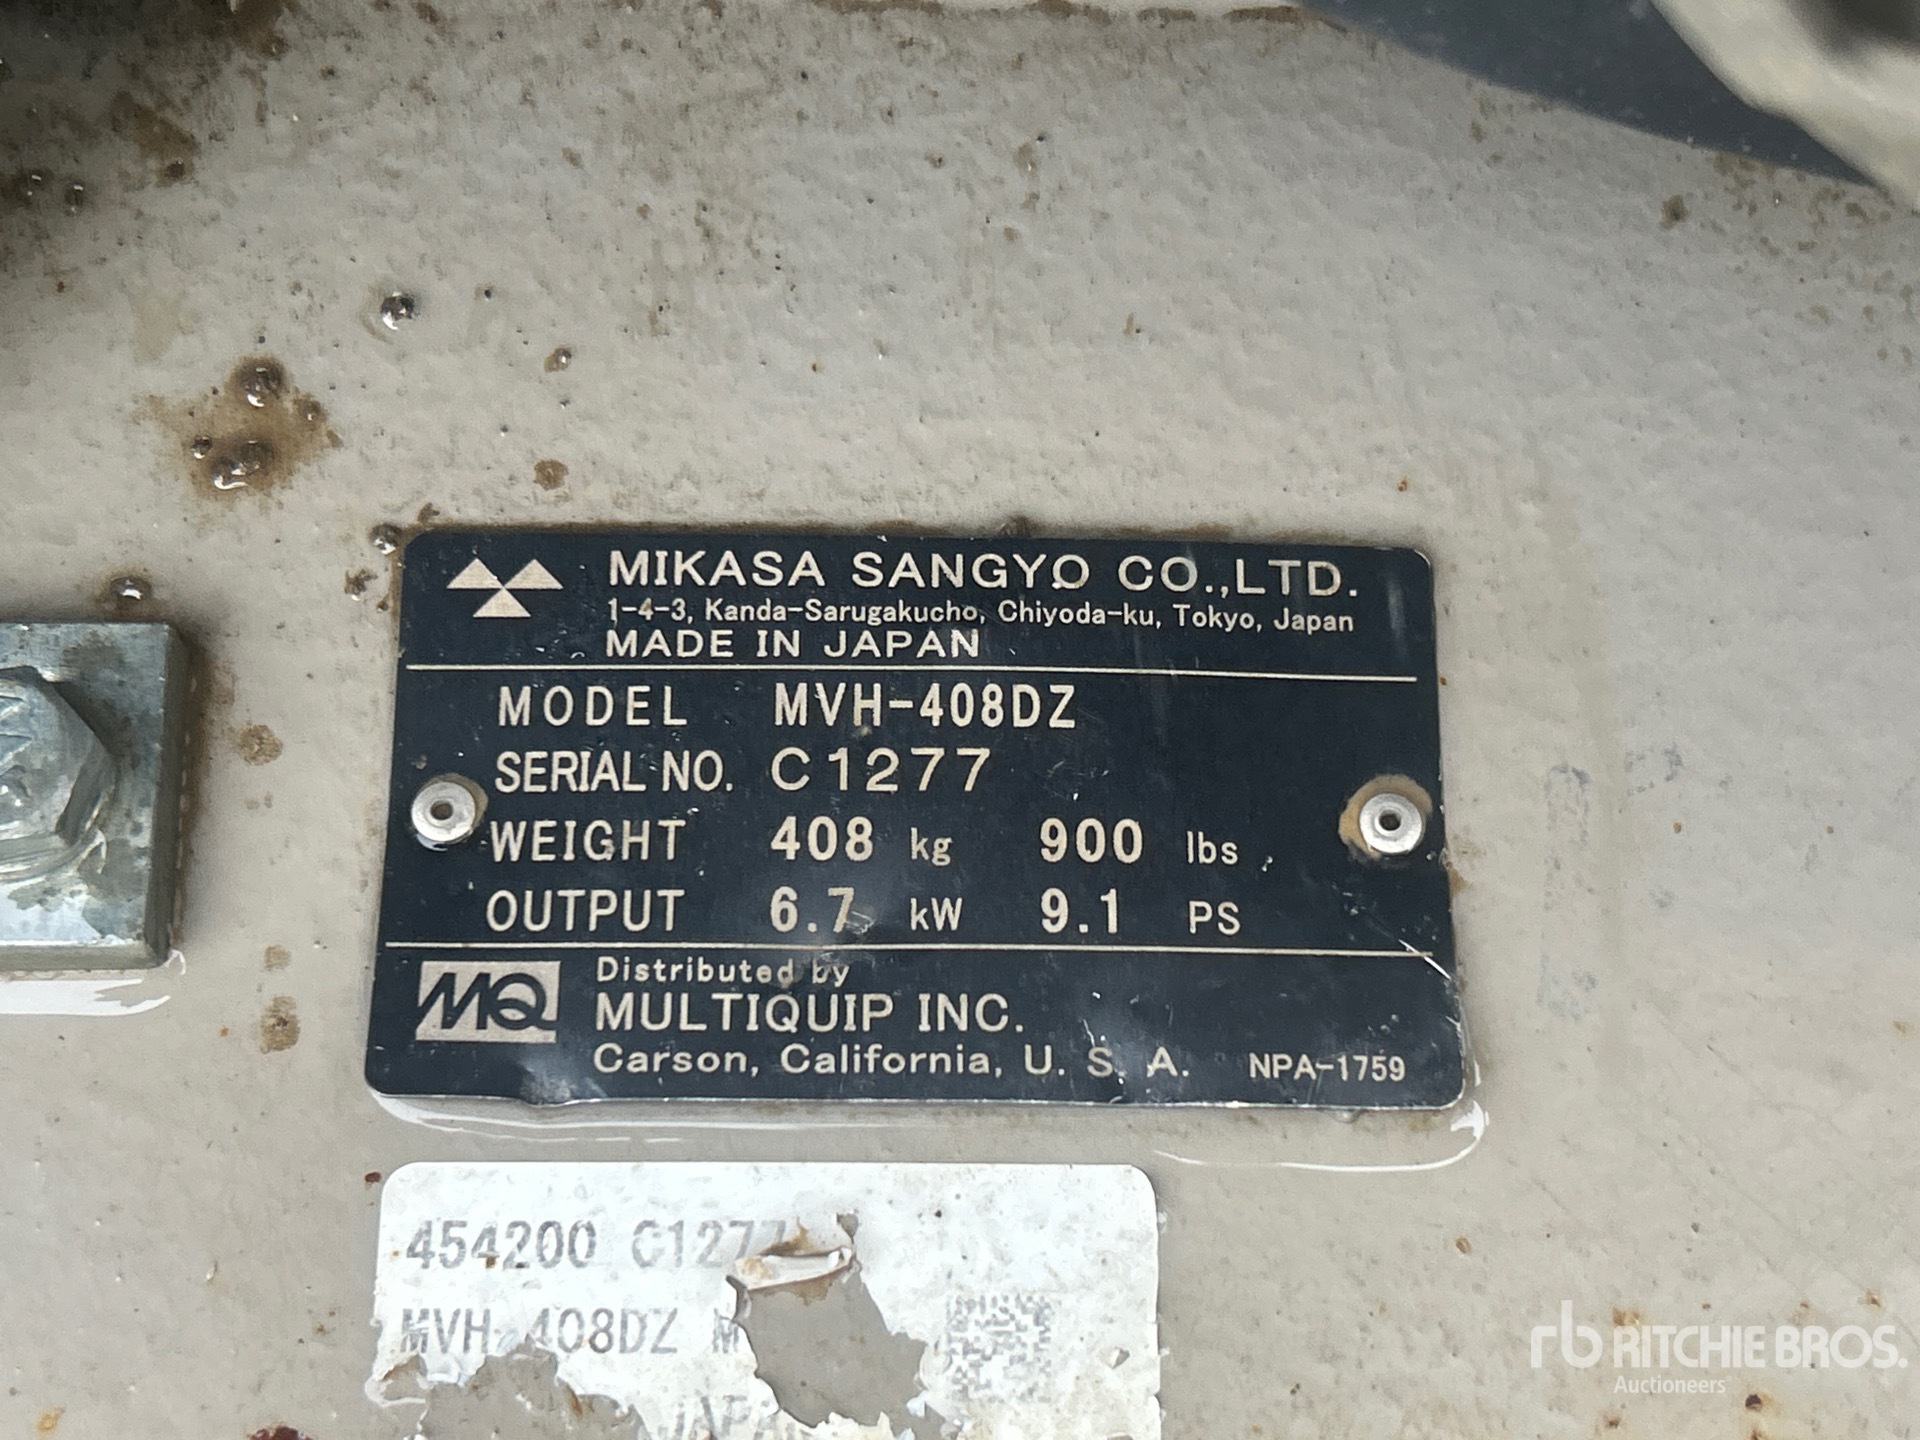 MIKASA SANGYO CO.,LTD.
1-4-3, Kanda-Sarugakucho, Chiyoda-ku, Tokyo, Japan
MADE IN JAPAN
MODEL MVH-408DZ
SERIAL NO. C1277
WEIGHT 408 kg 900 lbs
OUTPUT 6.7 kW 9.1 PS
MQ Distributed by
MULTIQUIP INC.
Carson, California, U. S. A. NPA-1759
454200 C1277
MVH-408DZ M
rb RITCHIE BROS.
Auctioneers